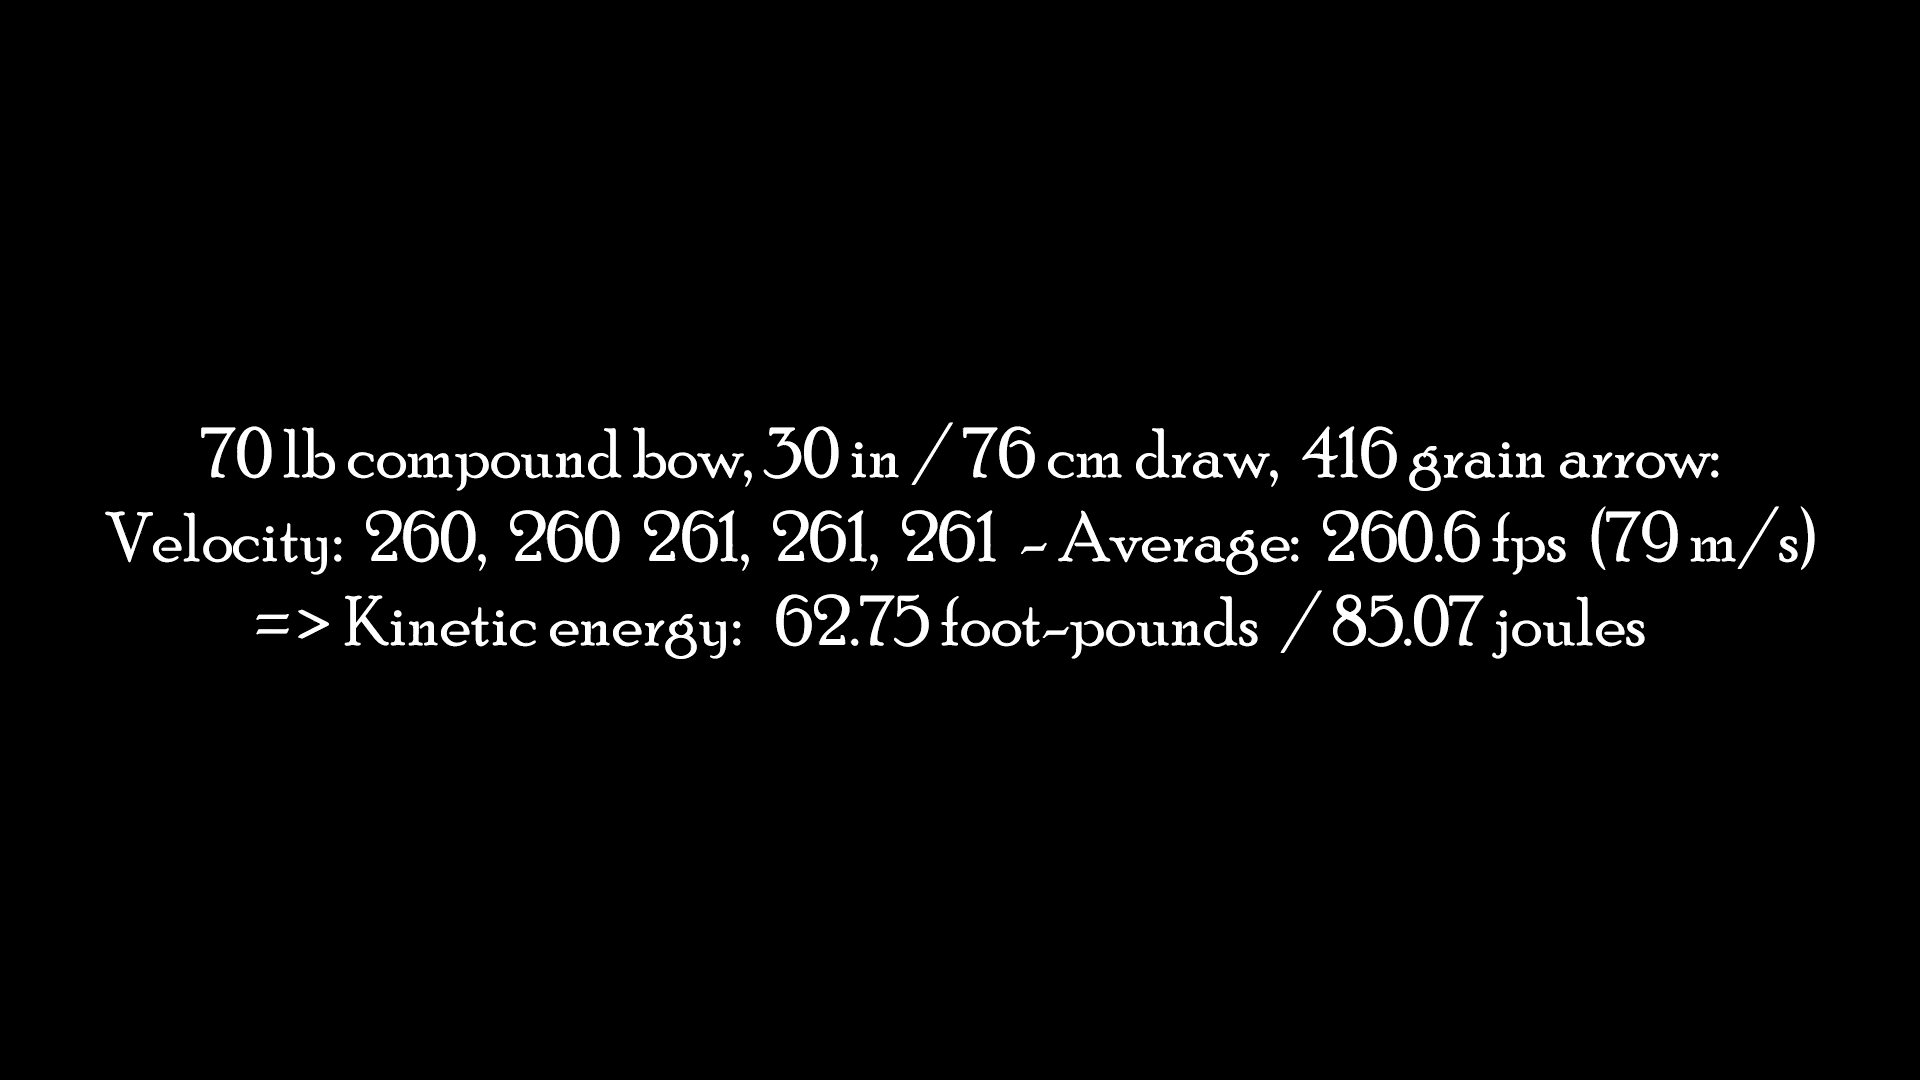 70 lb compound bow, 30 in / 76 cm draw, 416 grain arrow:
Velocity: 260, 260 261, 261, 261 - Average: 260.6 fps (79 m/s)
=> Kinetic energy: 62.75 foot-pounds / 85.07 joules